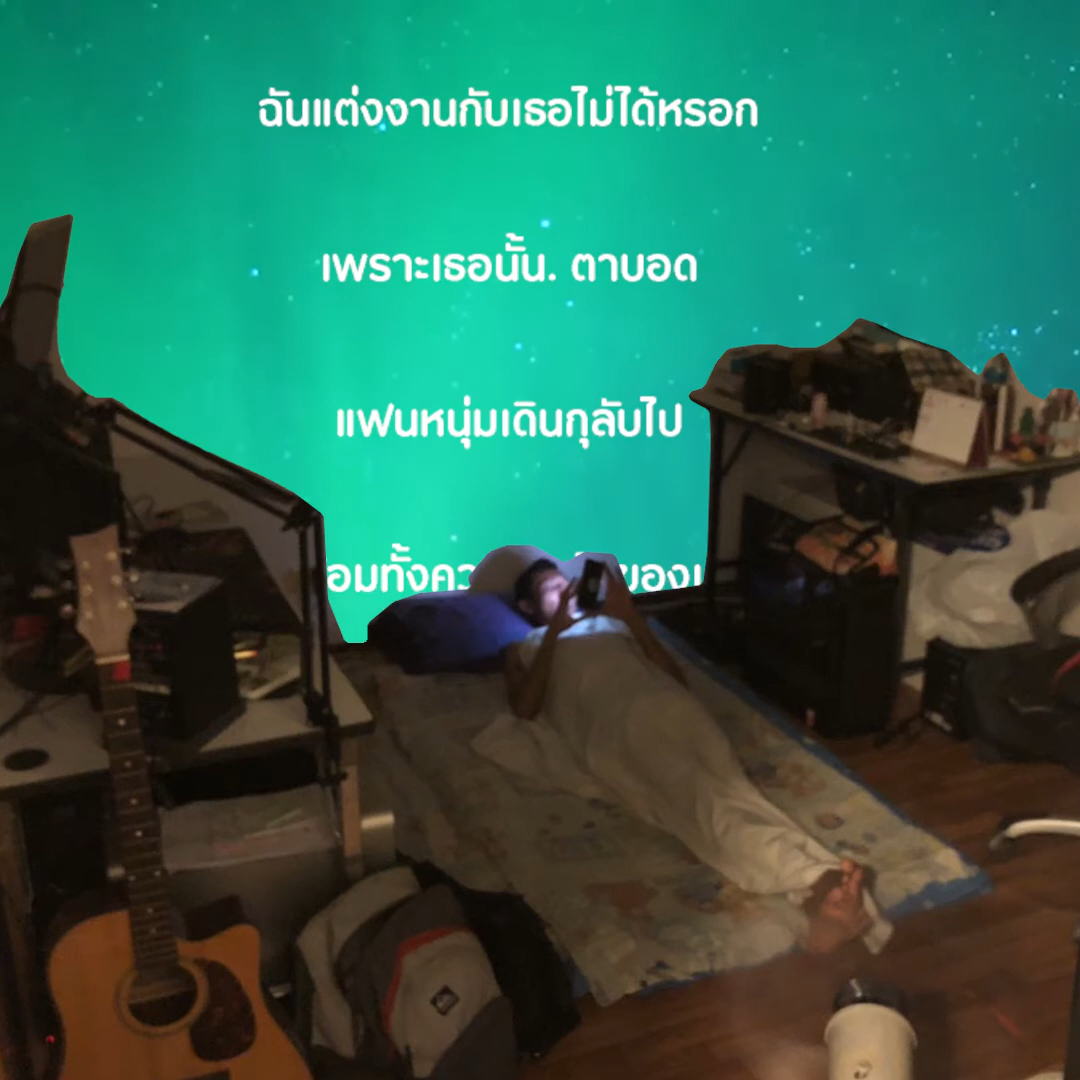 ฉันแต่งงานกับเธอไม่ได้หรอก
เพราะเธอนั้น. ตาบอด
แฟนหนุ่มเดินกุลับไป